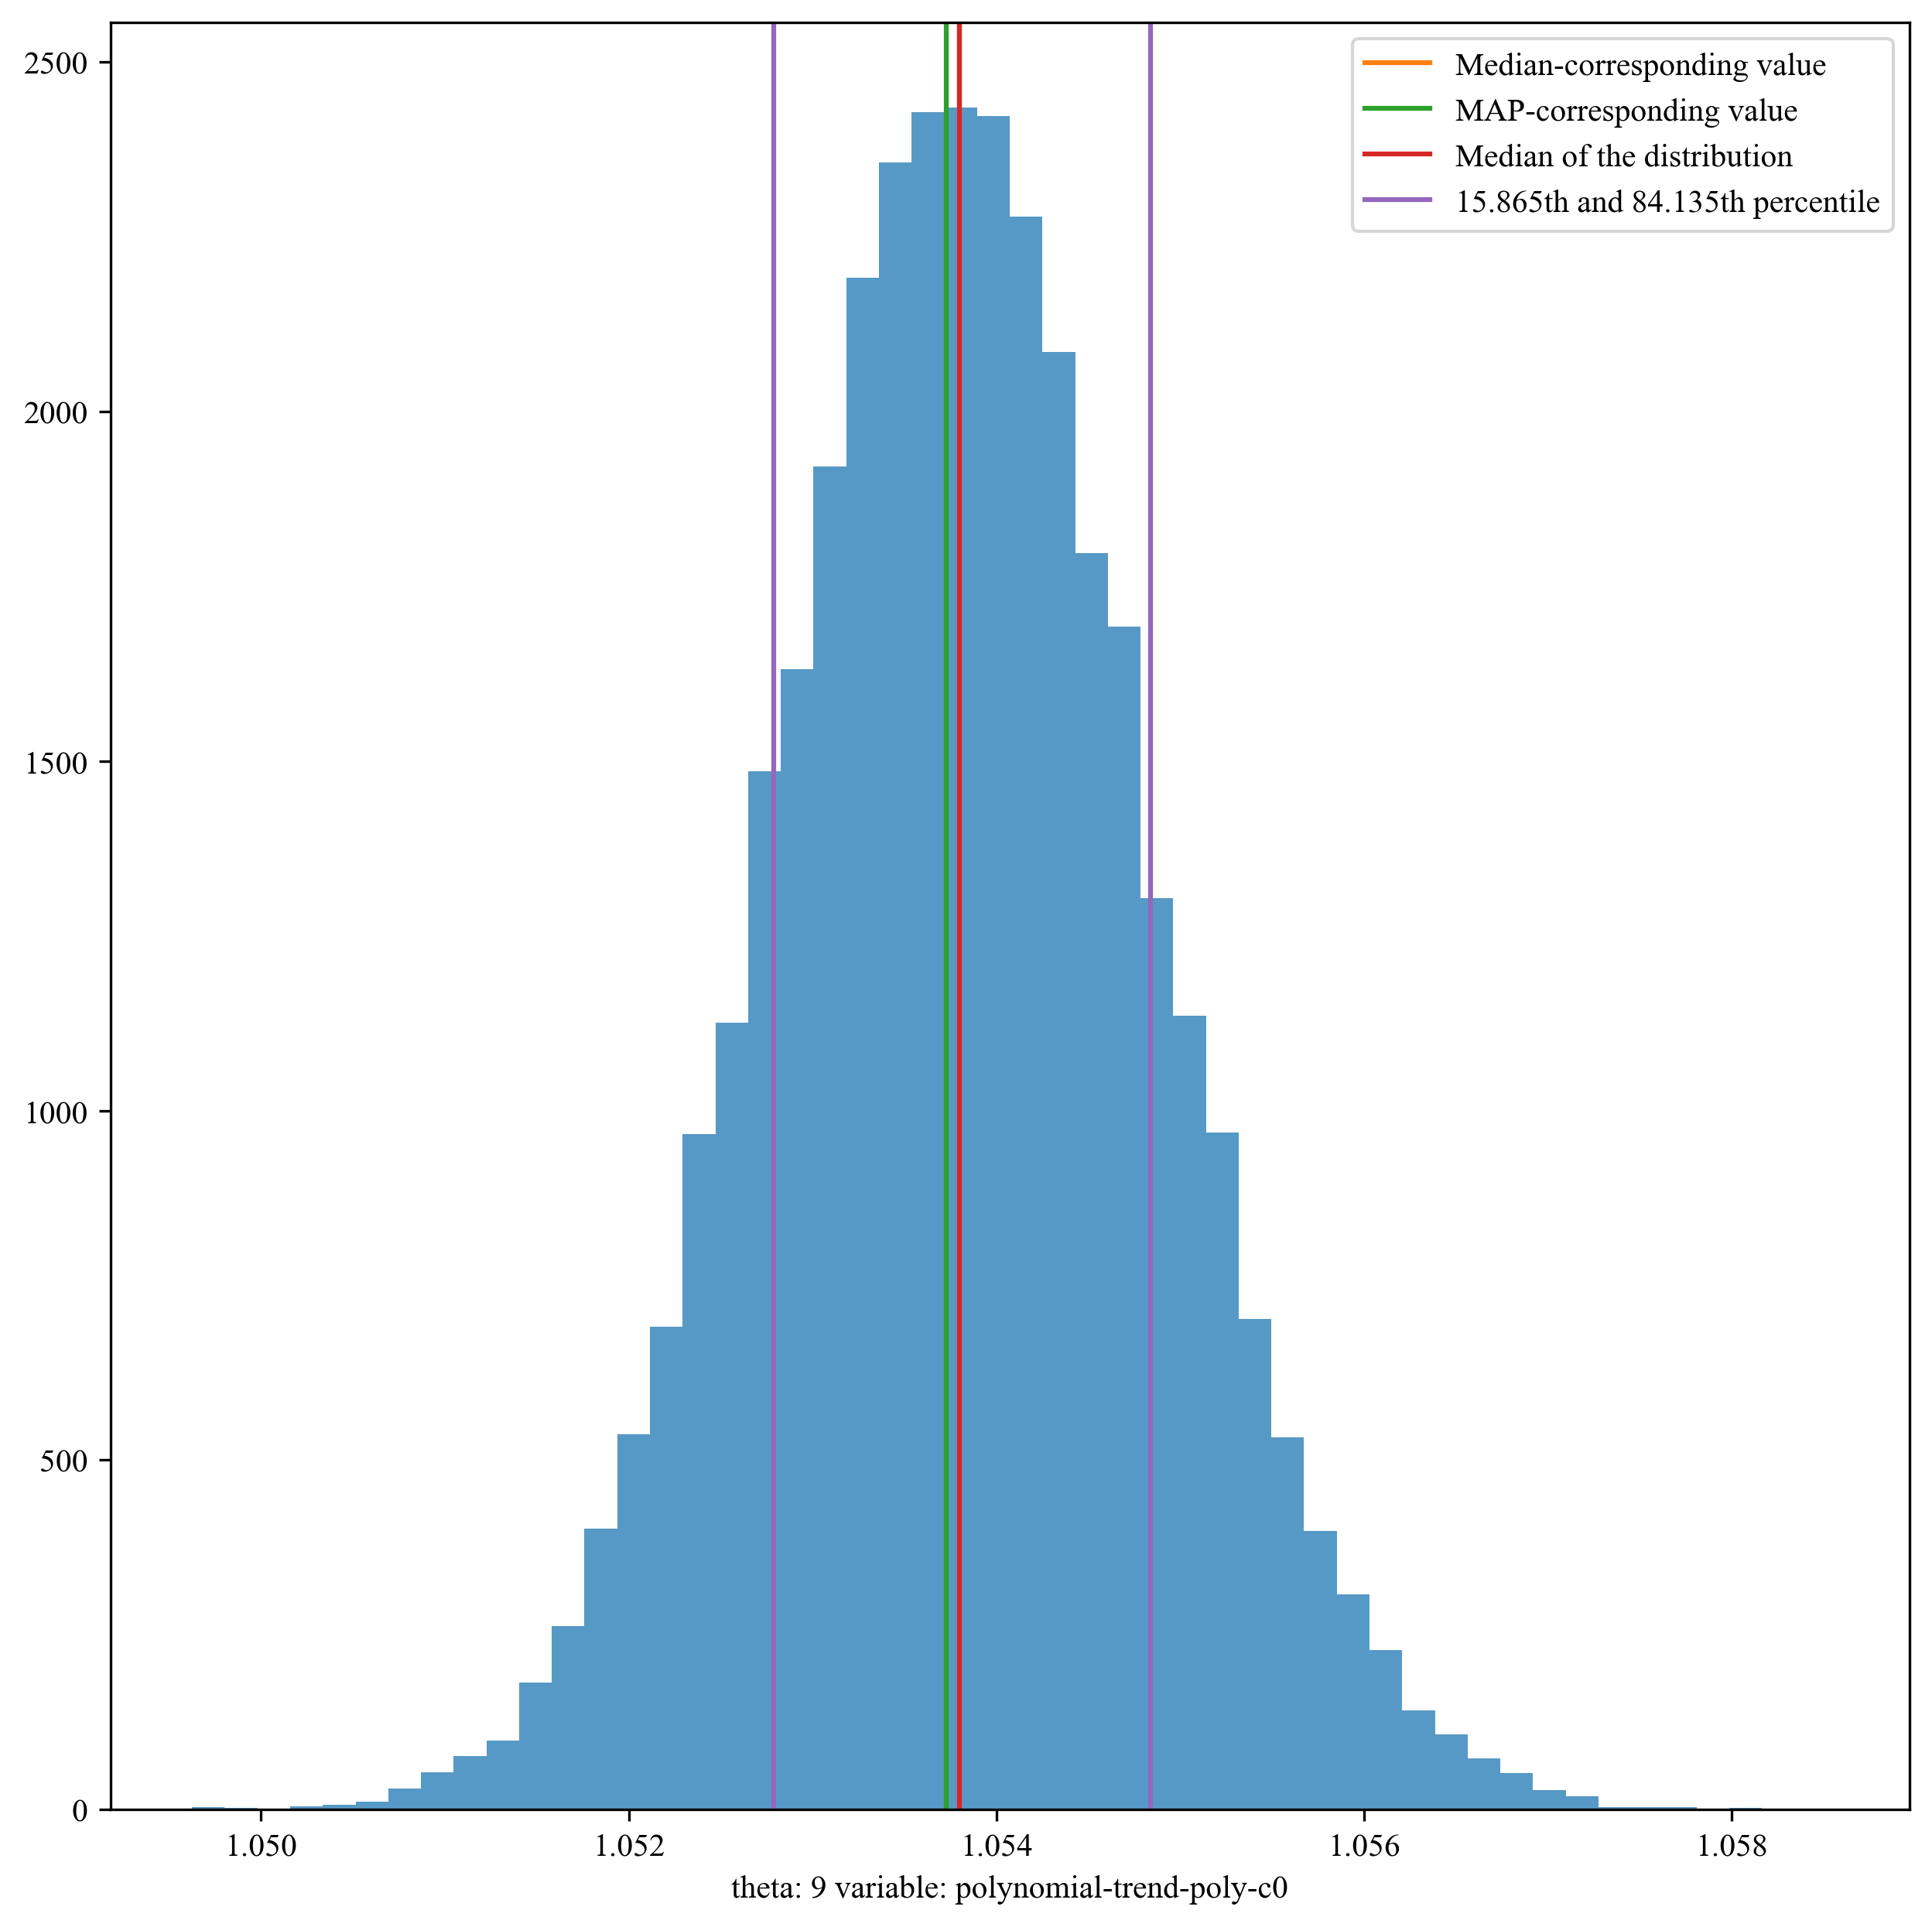 2500
2000
1500
1000
500
0
Median-corresponding value
MAP-corresponding value
Median of the distribution
15.865th and 84.135th percentile
1.050 1.052 1.054 1.056 1.058
theta: 9 variable: polynomial-trend-poly-c0